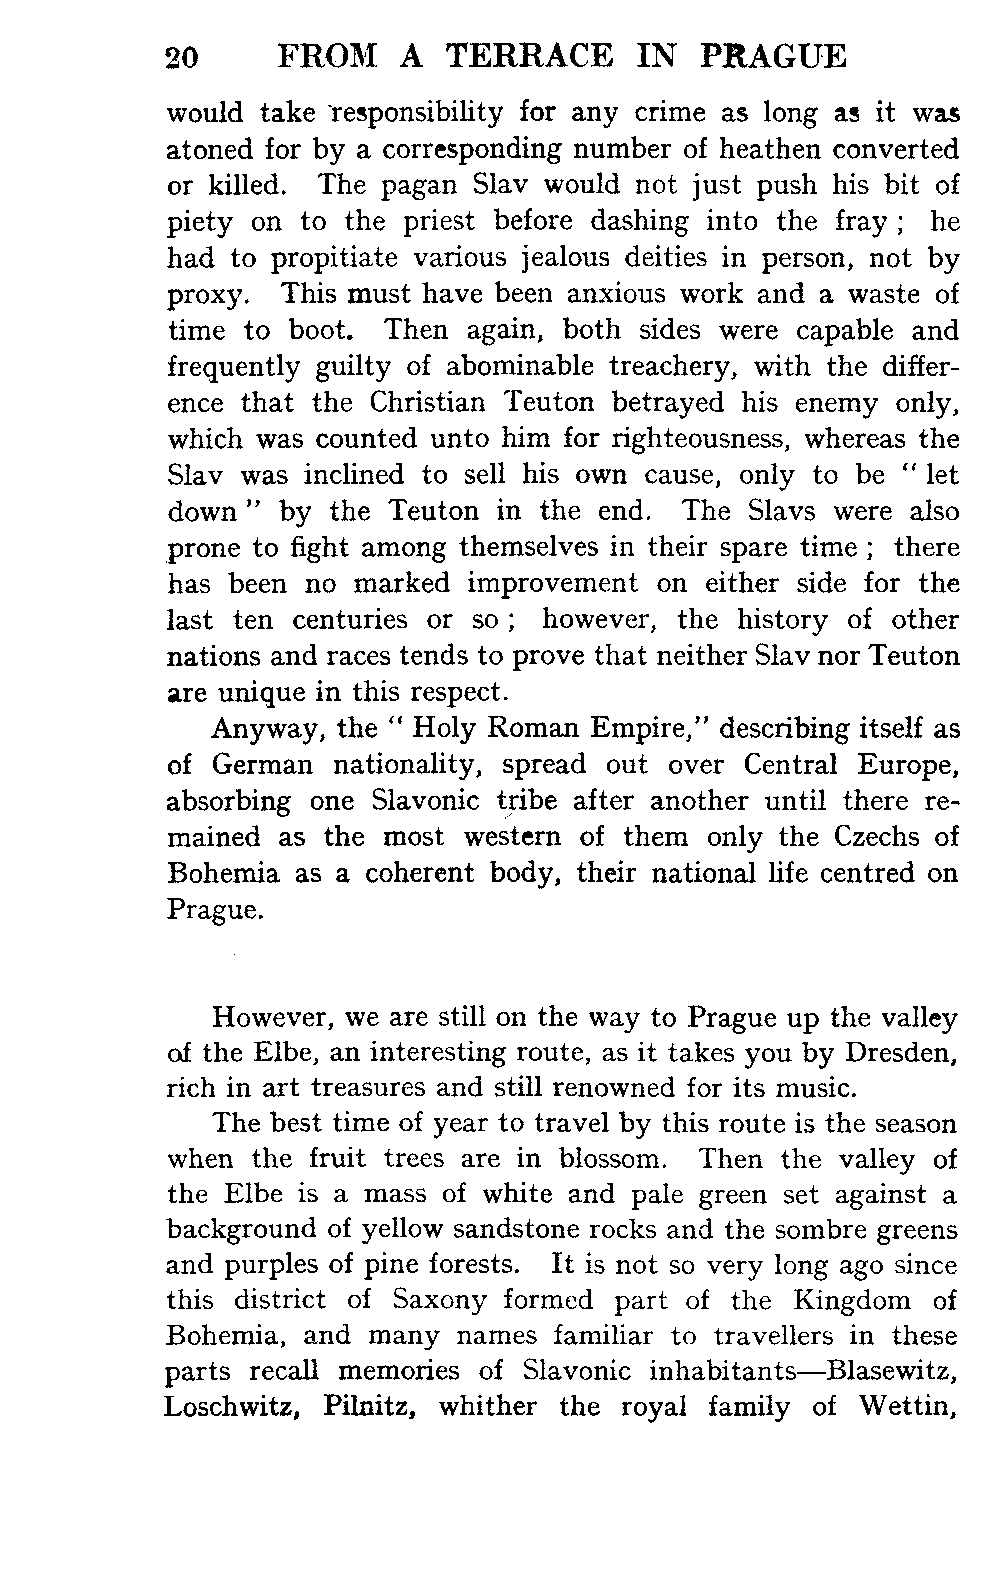 20 FROM A TERRACE IN PRAGUE
would take responsibility for any crime as long as it was
atoned for by a corresponding number of heathen converted
or killed. The pagan Slav would not just push his bit of
piety on to the priest before dashing into the fray ; he
had to propitiate various jealous deities in person, not by
proxy. This must have been anxious work and a waste of
time to boot. Then again, both sides were capable and
frequently guilty of abominable treachery, with the differ-
ence that the Christian Teuton betrayed his enemy only,
which was counted unto him for righteousness, whereas the
Slav was inclined to sell his own cause, only to be " let
down " by the Teuton in the end. The Slavs were also
prone to fight among themselves in their spare time ; there
has been no marked improvement on either side for the
last ten centuries or so ; however, the history of other
nations and races tends to prove that neither Slav nor Teuton
are unique in this respect.
Anyway, the " Holy Roman Empire," describing itself as
of German nationality, spread out over Central Europe,
absorbing one Slavonic tribe after another until there re-
mained as the most western of them only the Czechs of
Bohemia as a coherent body, their national life centred on
Prague.
However, we are still on the way to Prague up the valley
of the Elbe, an interesting route, as it takes you by Dresden,
rich in art treasures and still renowned for its music.
The best time of year to travel by this route is the season
when the fruit trees are in blossom. Then the valley of
the Elbe is a mass of white and pale green set against a
background of yellow sandstone rocks and the sombre greens
and purples of pine forests. It is not so very long ago since
this district of Saxony formed part of the Kingdom of
Bohemia, and many names familiar to travellers in these
parts recall memories of Slavonic inhabitants—Blasewitz,
Loschwitz, Pilnitz, whither the royal family of Wettin,